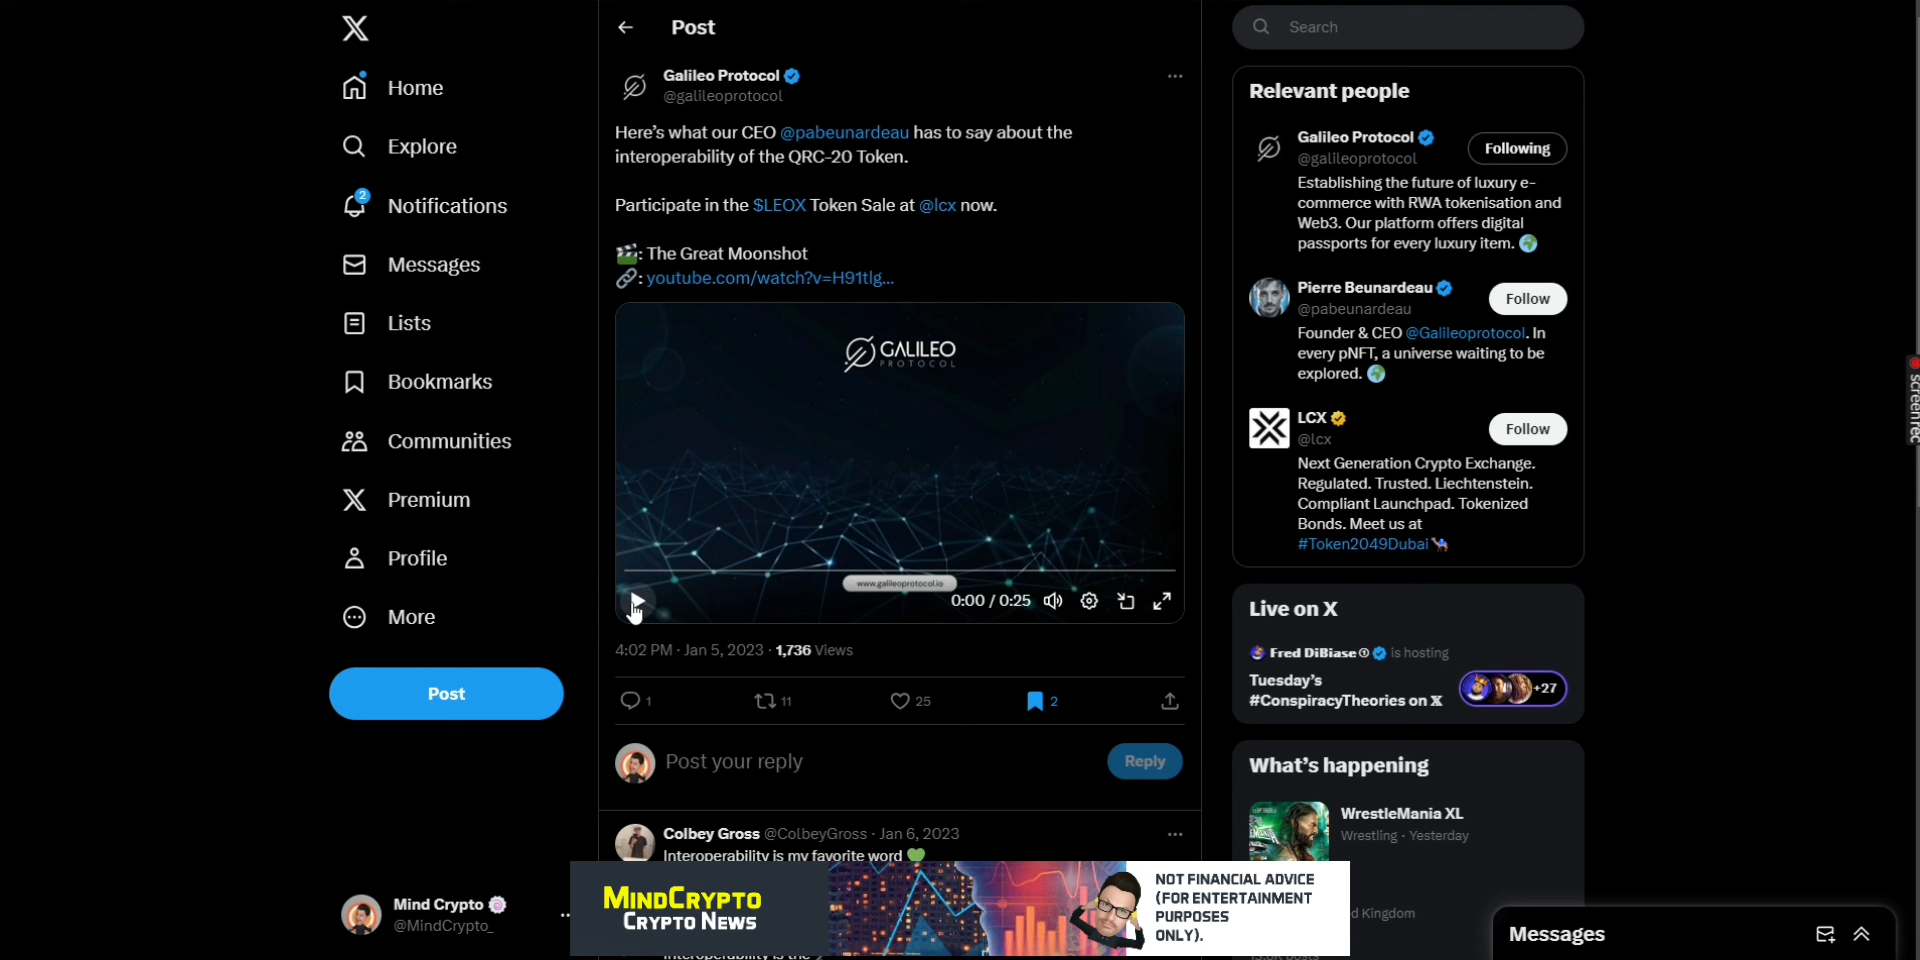 Home
Explore
2
Notifications
Messages
Lists
Bookmarks
Communities
Premium
Profile
More
Post
Mind Crypto
@MindCrypto_
Post
Galileo Protocol
@galileoprotocol
Here's what our CEO @pabeunardeau has to say about the
interoperability of the QRC-20 Token.
Participate in the $LEOX Token Sale at @lcx now.
🎬: The Great Moonshot
🔗: youtube.com/watch?v=H91tlg...
GALILEO
PROTOCOL
www.galileoprotocol.io
0:00 / 0:25
4:02 PM · Jan 5, 2023 · 1,736 Views
1
11
25
2
Post your reply
Reply
Colbey Gross @ColbeyGross · Jan 6, 2023
Interoperability is my favorite word 💚
MINDCRYPTO
CRYPTO NEWS
NOT FINANCIAL ADVICE
(FOR ENTERTAINMENT
PURPOSES
ONLY).
Search
Relevant people
Galileo Protocol
@galileoprotocol
Following
Establishing the future of luxury e-
commerce with RWA tokenisation and
Web3. Our platform offers digital
passports for every luxury item. 🌍
Pierre Beunardeau
@pabeunardeau
Follow
Founder & CEO @Galileoprotocol. In
every pNFT, a universe waiting to be
explored. 🌍
LCX
@lcx
Follow
Next Generation Crypto Exchange.
Regulated. Trusted. Liechtenstein.
Compliant Launchpad. Tokenized
Bonds. Meet us at
#Token2049Dubai🐪
Live on X
Fred DiBiase is hosting
Tuesday's
#ConspiracyTheories on X
+27
What's happening
WrestleMania XL
Wrestling · Yesterday
d Kingdom
Messages
screenrec